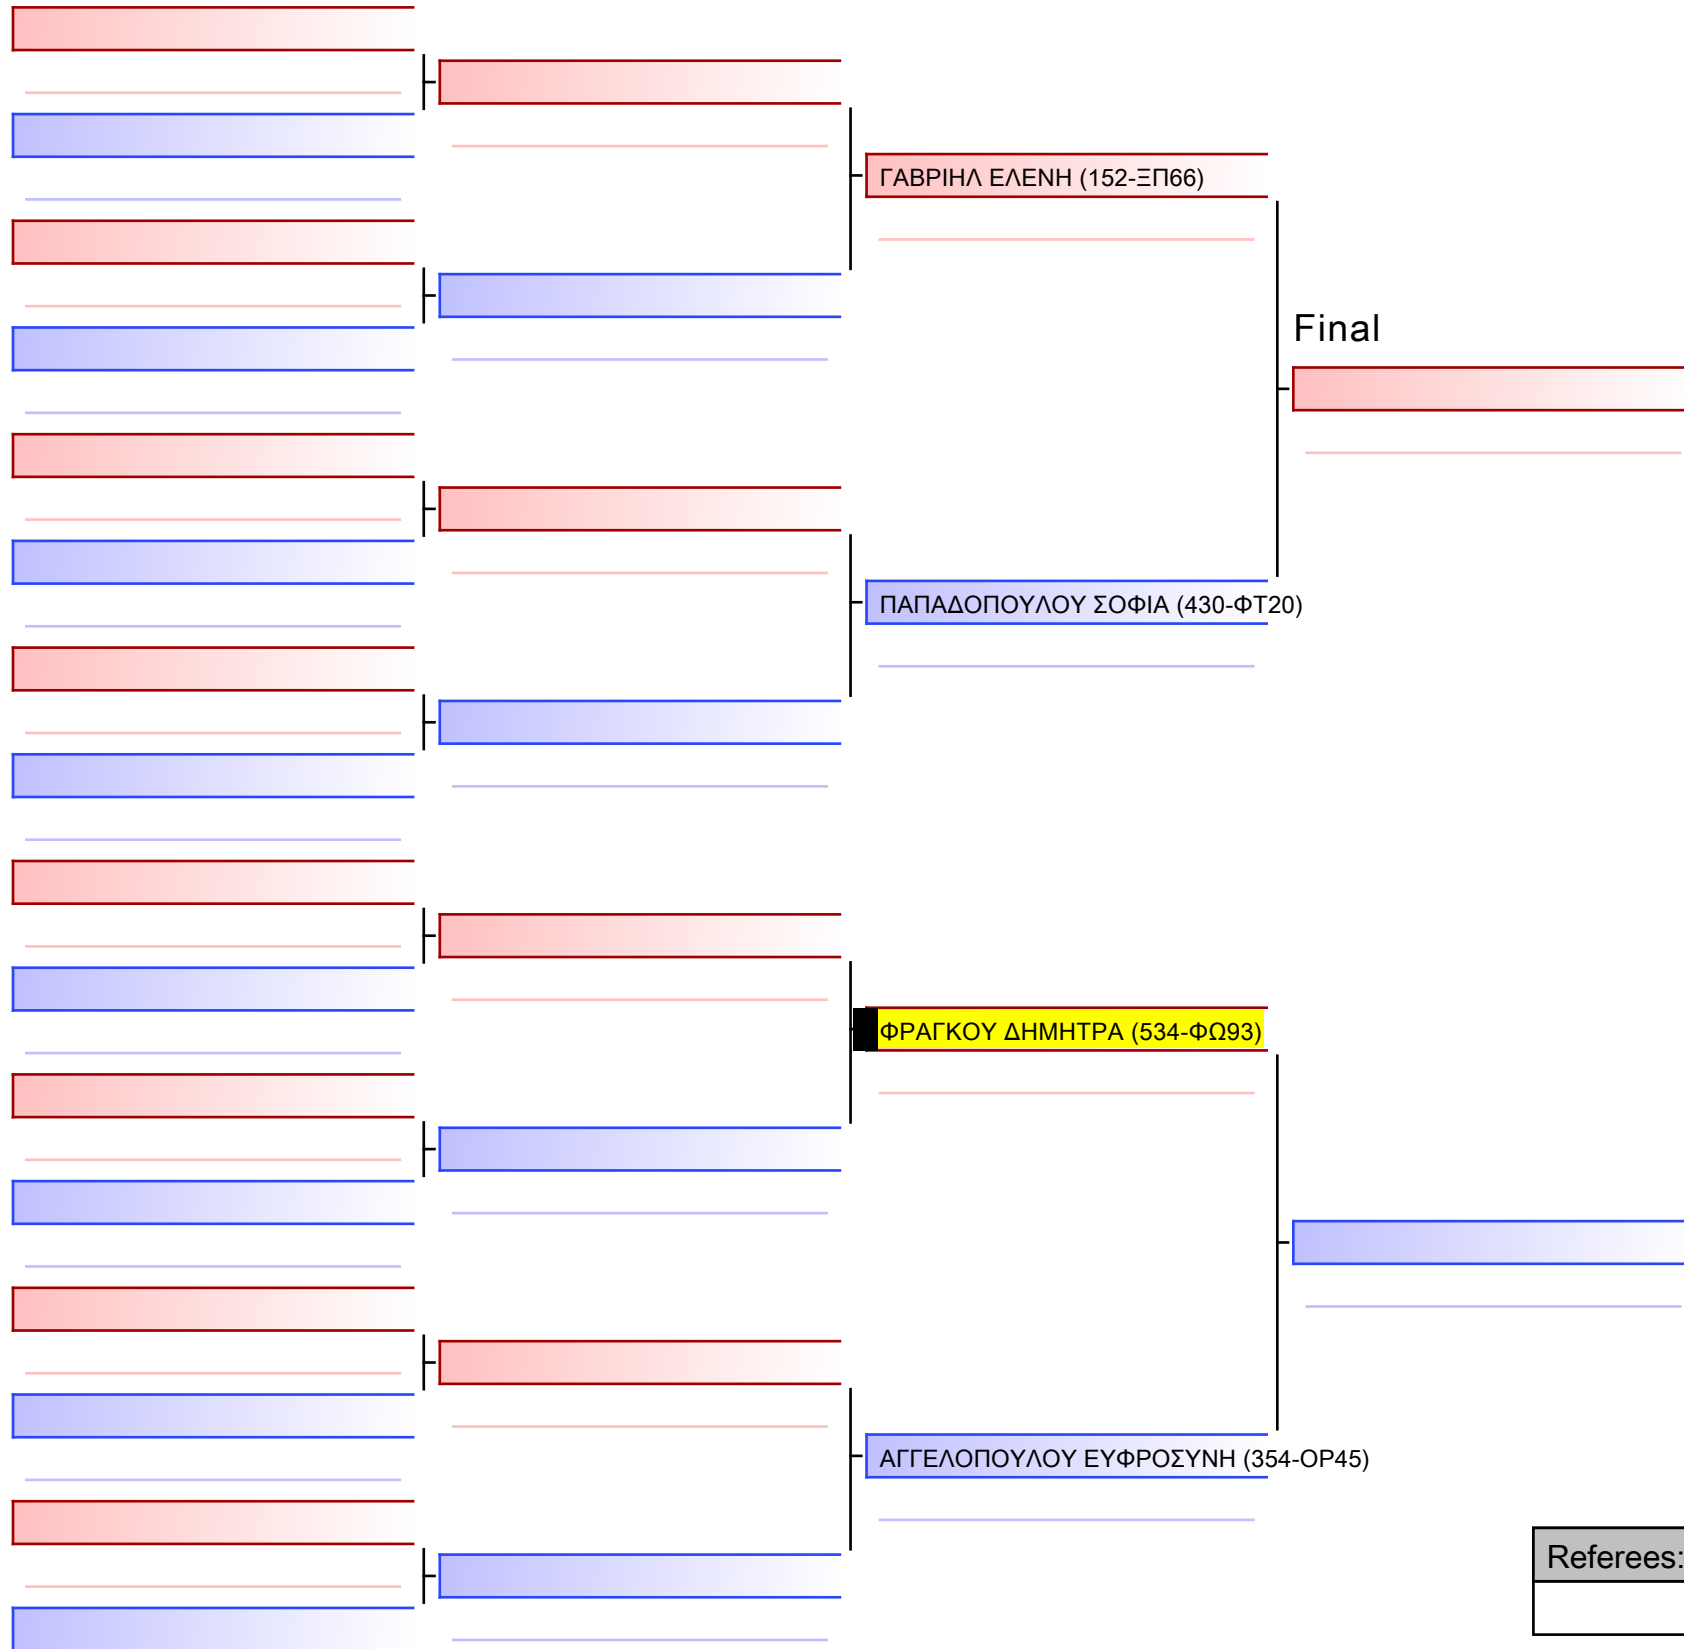 ΓΑΒΡΙΗΛ ΕΛΕΝΗ (152-ΞΠ66)
Final
ΠΑΠΑΔΟΠΟΥΛΟΥ ΣΟΦΙΑ (430-ΦΤ20)
ΦΡΑΓΚΟΥ ΔΗΜΗΤΡΑ (534-ΦΩ93)
ΑΓΓΕΛΟΠΟΥΛΟΥ ΕΥΦΡΟΣΥΝΗ (354-ΟΡ45)
Referees: